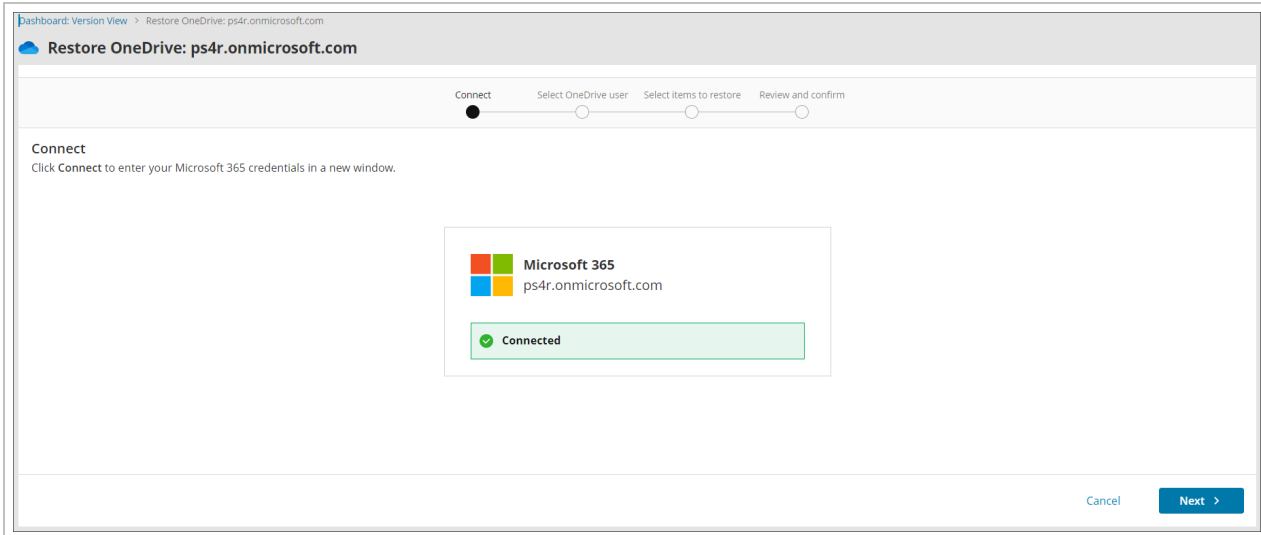 Dashboard: Version View > Restore OneDrive: ps4r.onmicrosoft.com
Restore OneDrive: ps4r.onmicrosoft.com
Connect Select OneDrive user Select items to restore Review and confirm
Connect
Click Connect to enter your Microsoft 365 credentials in a new window.
Microsoft 365
ps4r.onmicrosoft.com
Connected
Cancel Next >